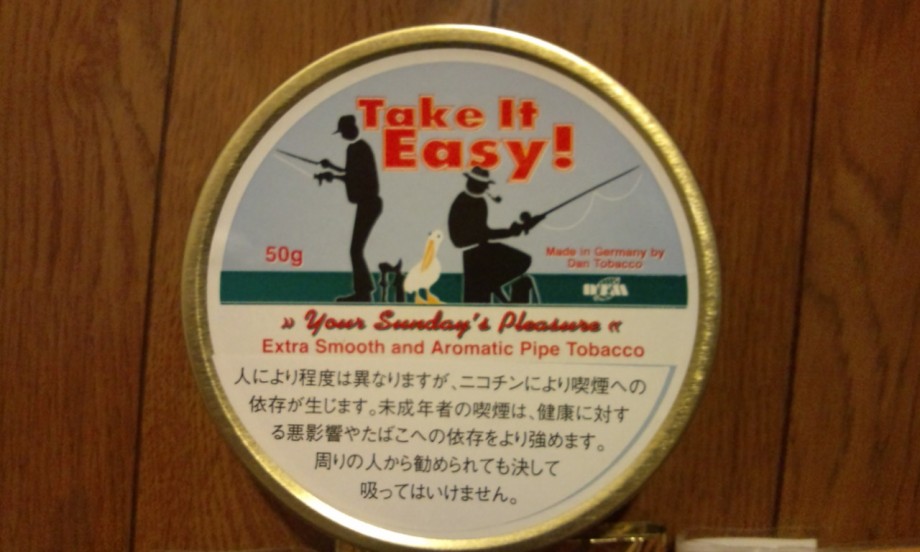 Take It
Easy!
50g
Made in Germany by
Dan Tobacco
DTM
» Your Sunday's Pleasure «
Extra Smooth and Aromatic Pipe Tobacco
人により程度は異なりますが、ニコチンにより喫煙への
依存が生じます。未成年者の喫煙は、健康に対す
る悪影響やたばこへの依存をより強めます。
周りの人から勧められても決して
吸ってはいけません。